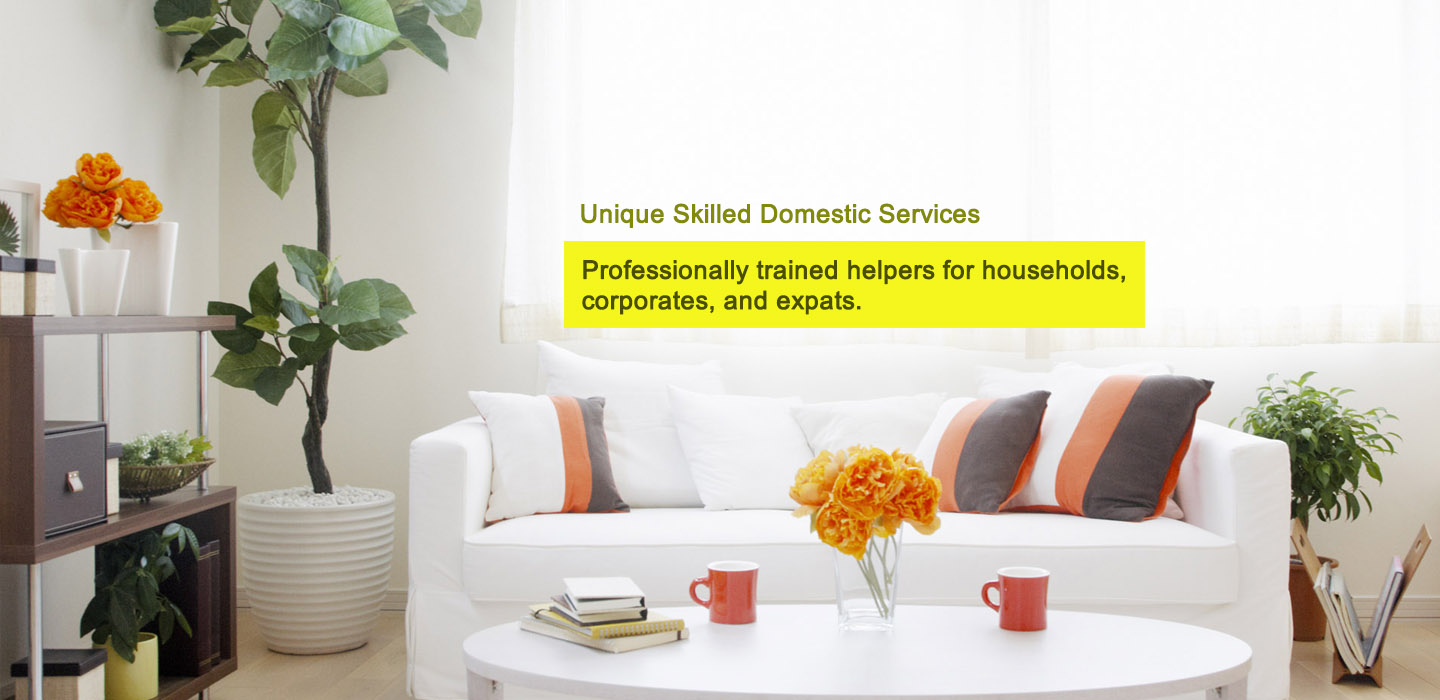 Unique Skilled Domestic Services
Professionally trained helpers for households,
corporates, and expats.